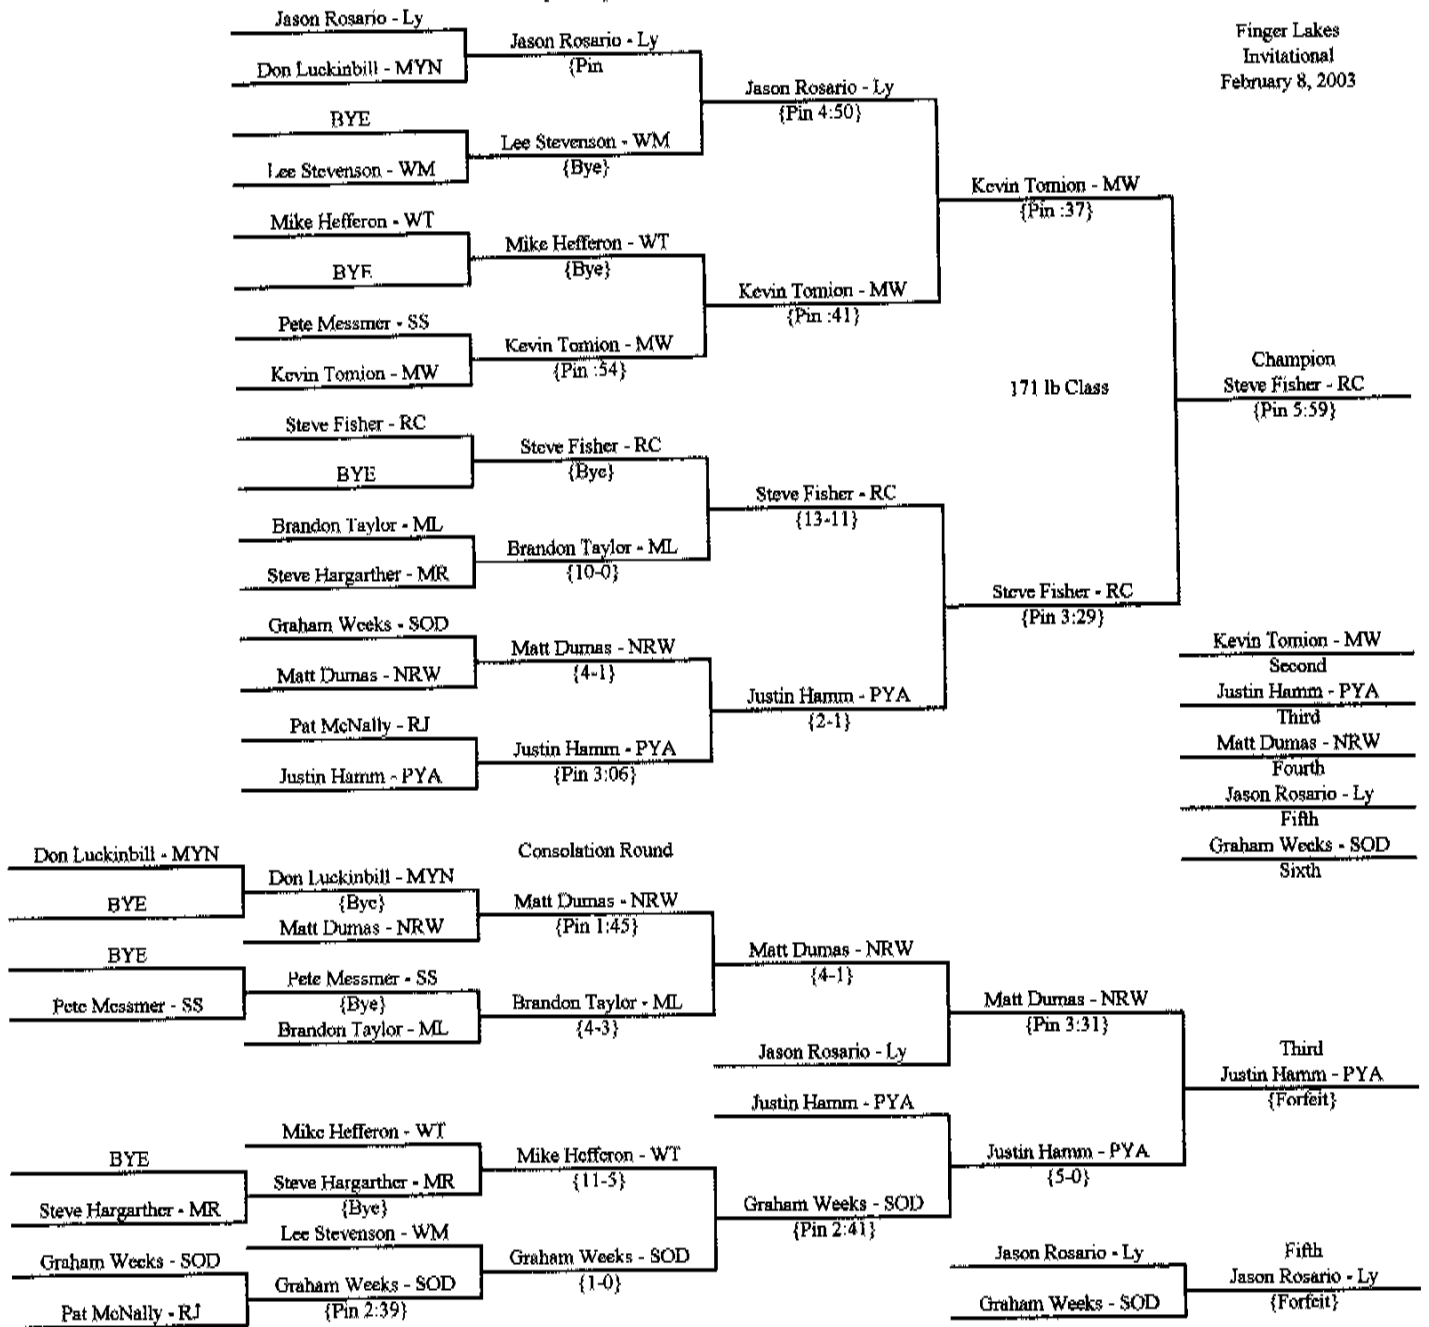 Jason Rosario - Ly
Don Luckinbill - MYN
BYE
Lee Stevenson - WM
Mike Hefferon - WT
BYE
Pete Messmer - SS
Kevin Tomion - MW
Steve Fisher - RC
BYE
Brandon Taylor - ML
Steve Hargarther - MR
Graham Weeks - SOD
Matt Dumas - NRW
Pat McNally - RJ
Justin Hamm - PYA
Jason Rosario - Ly
{Pin
Lee Stevenson - WM
{Bye}
Mike Hefferon - WT
{Bye}
Kevin Tomion - MW
{Pin :54}
Steve Fisher - RC
{Bye}
Brandon Taylor - ML
{10-0}
Matt Dumas - NRW
{4-1}
Justin Hamm - PYA
{Pin 3:06}
Jason Rosario - Ly
{Pin 4:50}
Kevin Tomion - MW
{Pin :41}
Steve Fisher - RC
{13-11}
Justin Hamm - PYA
{2-1}
Kevin Tomion - MW
{Pin :37}
171 lb Class
Steve Fisher - RC
{Pin 3:29}
Finger Lakes
Invitational
February 8, 2003
Champion
Steve Fisher - RC
{Pin 5:59}
Kevin Tomion - MW
Second
Justin Hamm - PYA
Third
Matt Dumas - NRW
Fourth
Jason Rosario - Ly
Fifth
Graham Weeks - SOD
Sixth
Consolation Round
Don Luckinbill - MYN
BYE
BYE
Pete Messmer - SS
BYE
Steve Hargarther - MR
Graham Weeks - SOD
Pat McNally - RJ
Don Luckinbill - MYN
{Bye}
Matt Dumas - NRW
Pete Messmer - SS
{Bye}
Brandon Taylor - ML
Mike Hefferon - WT
Steve Hargarther - MR
{Bye}
Lee Stevenson - WM
Graham Weeks - SOD
{Pin 2:39}
Matt Dumas - NRW
{Pin 1:45}
Brandon Taylor - ML
{4-3}
Mike Hefferon - WT
{11-5}
Graham Weeks - SOD
{1-0}
Matt Dumas - NRW
{4-1}
Jason Rosario - Ly
Justin Hamm - PYA
Graham Weeks - SOD
{Pin 2:41}
Matt Dumas - NRW
{Pin 3:31}
Justin Hamm - PYA
{5-0}
Third
Justin Hamm - PYA
{Forfeit}
Jason Rosario - Ly
Graham Weeks - SOD
Fifth
Jason Rosario - Ly
{Forfeit}